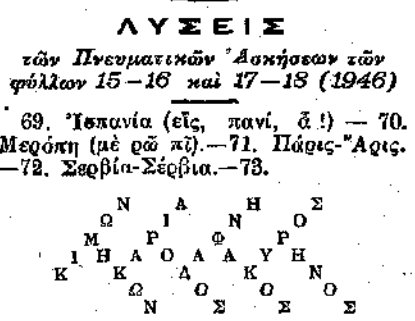 ΛΥΣΕΙΣ
τῶν Πνευματικῶν Ἀσκήσεων τῶν
φύλλων 15–16 καὶ 17–18 (1946)
69. Ἱσπανία (εἷς, πανί, ἆ!) — 70.
Μερόπη (μὲ ρῶ πῖ).—71. Πάρις-Ἄρις.
—72. Σερβία-Σέρβια.—73.
Ν Α Η Σ
Ω Ι Ν Ο
Μ Ρ Φ Ρ
Ι Η Α Ο Λ Α Α Υ Η
Κ Κ Δ Κ Ν
Ω Ο Ο Ο
Ν Σ Σ Σ Σ